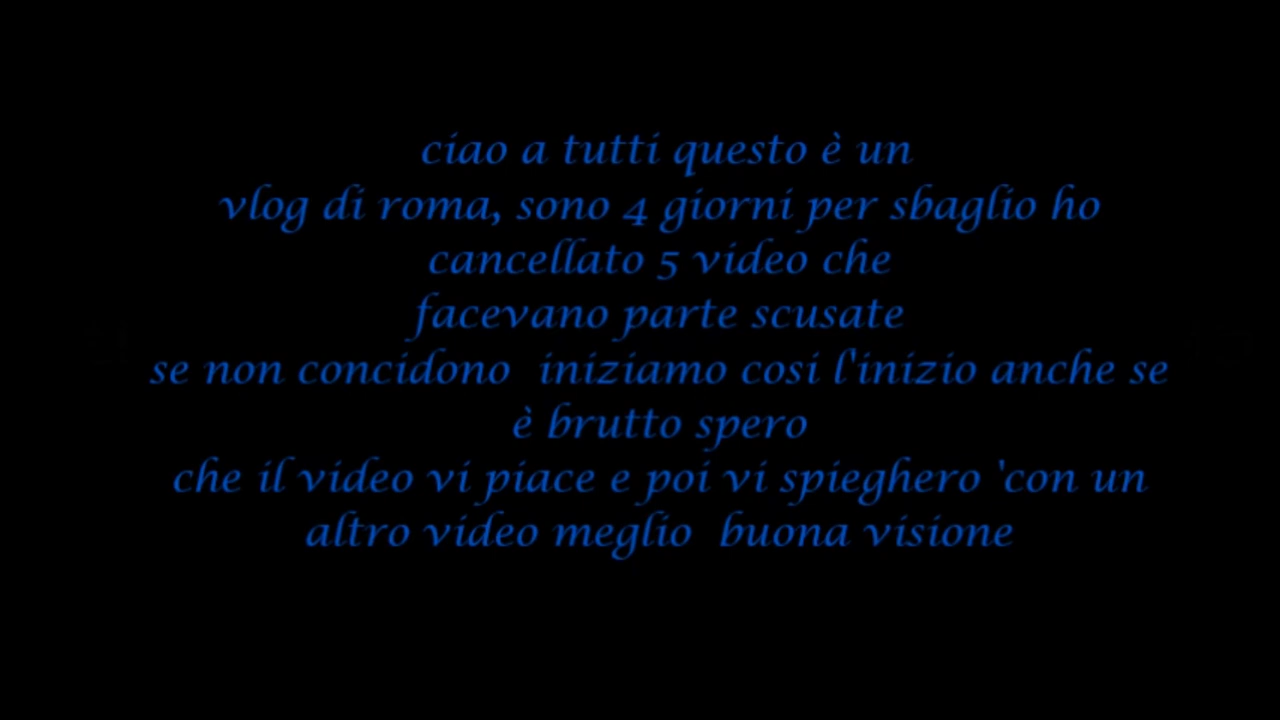 ciao a tutti questo è un
vlog di roma, sono 4 giorni per sbaglio ho
cancellato 5 video che
facevano parte scusate
se non concidono  iniziamo cosi l'inizio anche se
è brutto spero
che il video vi piace e poi vi spieghero 'con un
altro video meglio  buona visione